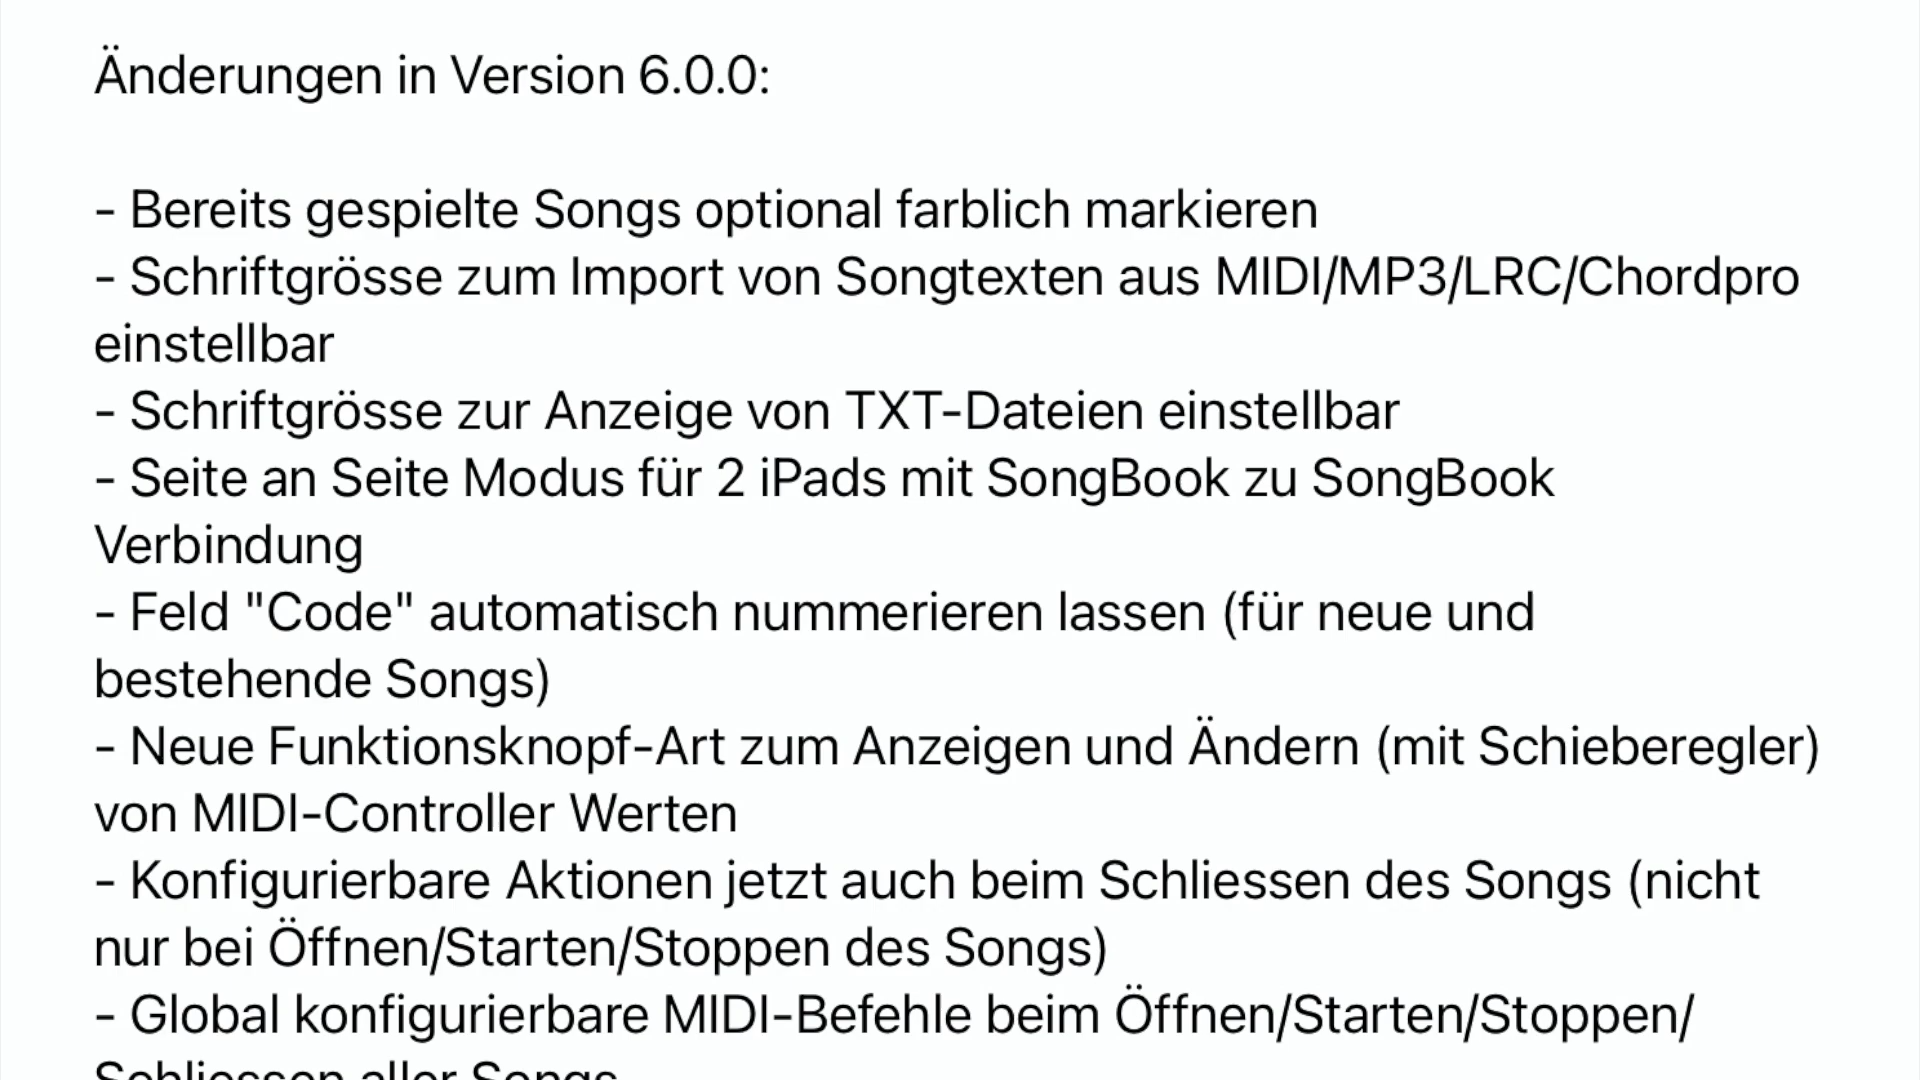 Änderungen in Version 6.0.0:
- Bereits gespielte Songs optional farblich markieren
- Schriftgrösse zum Import von Songtexten aus MIDI/MP3/LRC/Chordpro
einstellbar
- Schriftgrösse zur Anzeige von TXT-Dateien einstellbar
- Seite an Seite Modus für 2 iPads mit SongBook zu SongBook
Verbindung
- Feld "Code" automatisch nummerieren lassen (für neue und
bestehende Songs)
- Neue Funktionsknopf-Art zum Anzeigen und Ändern (mit Schieberegler)
von MIDI-Controller Werten
- Konfigurierbare Aktionen jetzt auch beim Schliessen des Songs (nicht
nur bei Öffnen/Starten/Stoppen des Songs)
- Global konfigurierbare MIDI-Befehle beim Öffnen/Starten/Stoppen/
Schliessen aller Songs